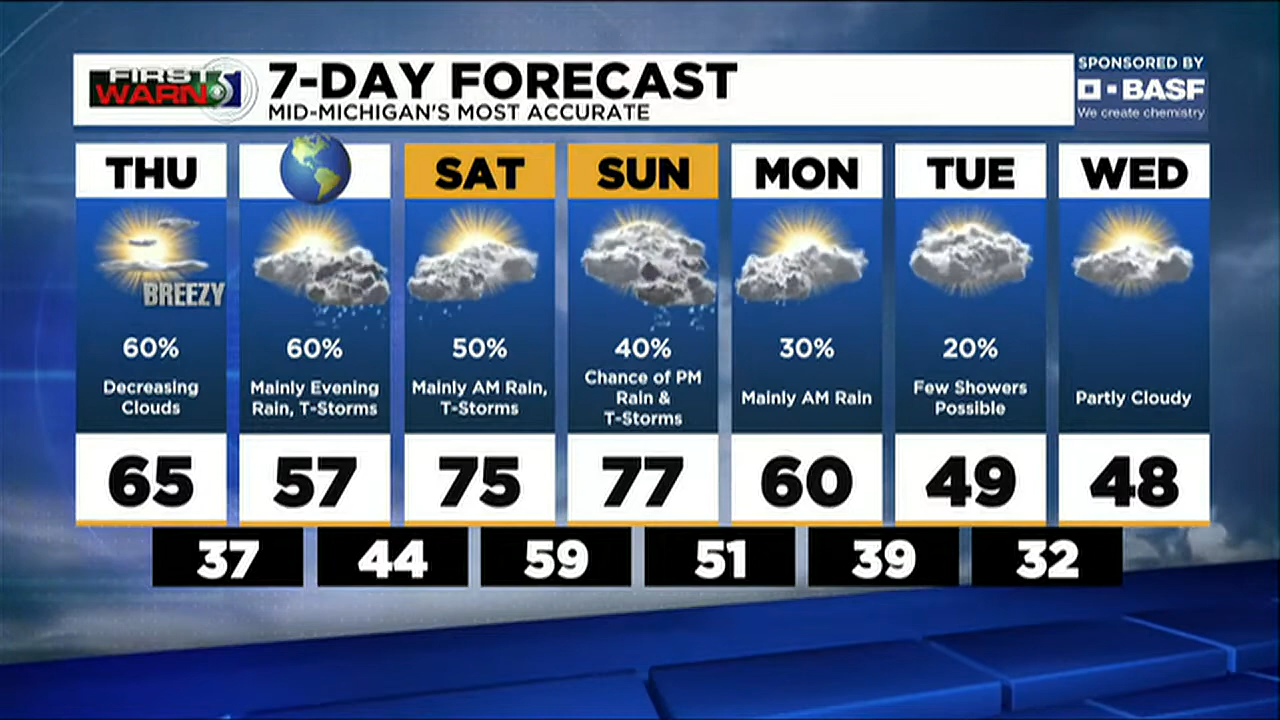 FIRST
WARN 5
7-DAY FORECAST
MID-MICHIGAN'S MOST ACCURATE
SPONSORED BY
BASF
We create chemistry
THU
SAT
SUN
MON
TUE
WED
BREEZY
60%
60%
50%
40%
30%
20%
Decreasing
Clouds
Mainly Evening
Rain, T-Storms
Mainly AM Rain,
T-Storms
Chance of PM
Rain &
T-Storms
Mainly AM Rain
Few Showers
Possible
Partly Cloudy
65
57
75
77
60
49
48
37
44
59
51
39
32